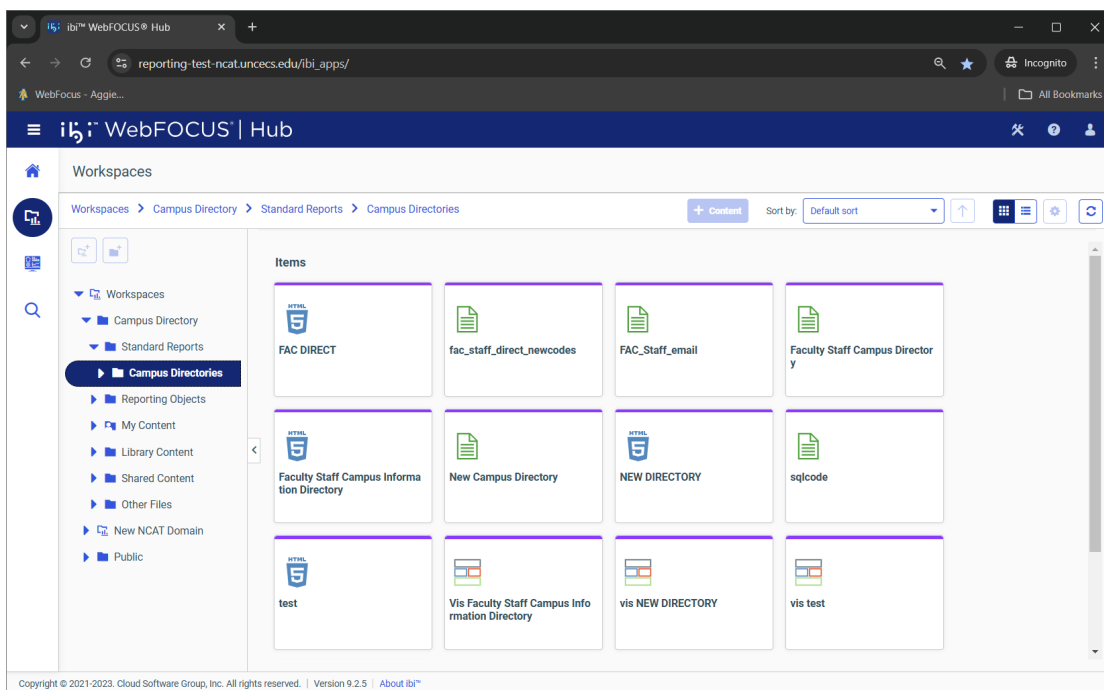 ibi™ WebFOCUS® Hub
reporting-test-ncat.uncecs.edu/ibi_apps/
Incognito
WebFocus - Aggie...
All Bookmarks
ibi™ WebFOCUS® | Hub
Workspaces
Workspaces > Campus Directory > Standard Reports > Campus Directories
+ Content
Sort by:
Default sort
Workspaces
Campus Directory
Standard Reports
Campus Directories
Reporting Objects
My Content
Library Content
Shared Content
Other Files
New NCAT Domain
Public
Items
HTML
5
FAC DIRECT
fac_staff_direct_newcodes
FAC_Staff_email
Faculty Staff Campus Director
y
HTML
5
Faculty Staff Campus Informa
tion Directory
New Campus Directory
HTML
5
NEW DIRECTORY
sqlcode
HTML
5
test
Vis Faculty Staff Campus Info
rmation Directory
vis NEW DIRECTORY
vis test
Copyright © 2021-2023. Cloud Software Group, Inc. All rights reserved. | Version 9.2.5 | About ibi™